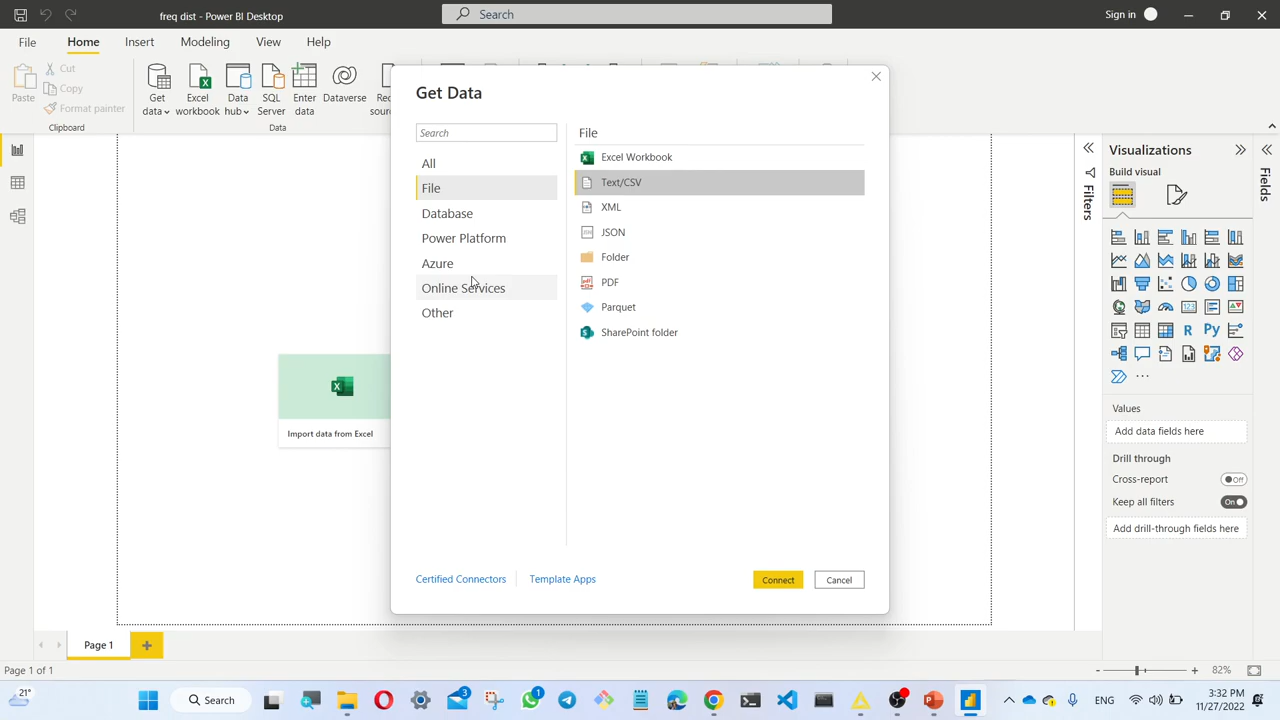 freq dist - Power BI Desktop
Search
Sign in
File
Home
Insert
Modeling
View
Help
Paste
Cut
Copy
Format painter
Clipboard
Get data
Excel workbook
Data hub
SQL Server
Enter data
Dataverse
Data
Get Data
Search
All
File
Database
Power Platform
Azure
Online Services
Other
File
Excel Workbook
Text/CSV
XML
JSON
Folder
PDF
Parquet
SharePoint folder
Certified Connectors
Template Apps
Connect
Cancel
Import data from Excel
Filters
Visualizations
Build visual
R
Py
123
Values
Add data fields here
Drill through
Cross-report
Off
Keep all filters
On
Add drill-through fields here
Fields
Page 1
Page 1 of 1
82%
21°
Search
3
1
ENG
3:32 PM
11/27/2022